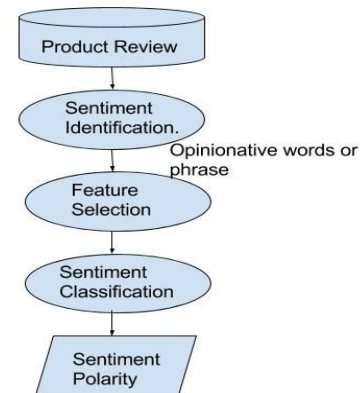 Product Review
Sentiment
Identification.
Opinionative words or
phrase
Feature
Selection
Sentiment
Classification
Sentiment
Polarity